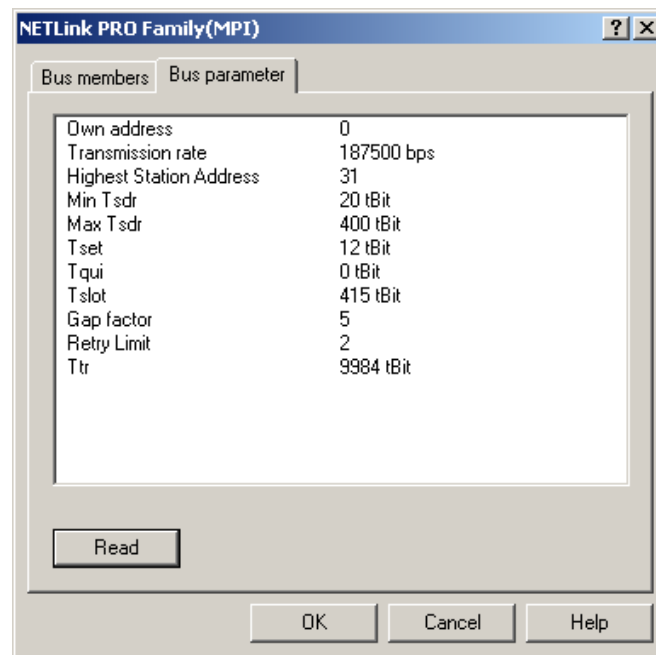 NETLink PRO Family(MPI)
Bus members Bus parameter
Own address 0
Transmission rate 187500 bps
Highest Station Address 31
Min Tsdr 20 tBit
Max Tsdr 400 tBit
Tset 12 tBit
Tqui 0 tBit
Tslot 415 tBit
Gap factor 5
Retry Limit 2
Ttr 9984 tBit
Read
OK Cancel Help